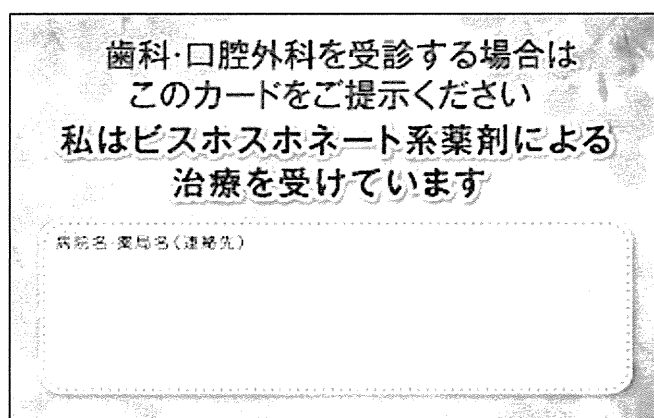 歯科・口腔外科を受診する場合は
このカードをご提示ください
私はビスホスホネート系薬剤による
治療を受けています
病院名・薬局名(連絡先)